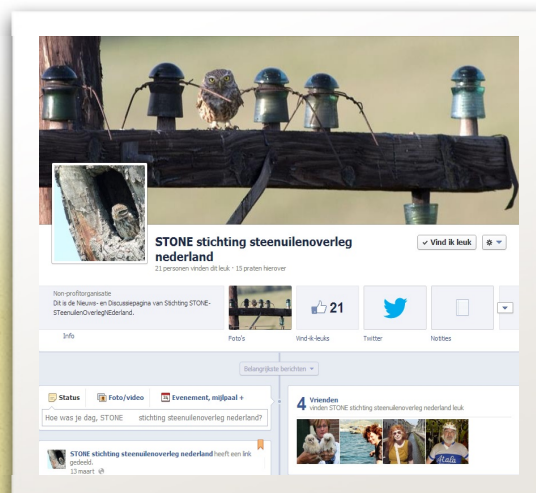 STONE stichting steenuilenoverleg
nederland
21 personen vinden dit leuk · 15 praten hierover
Vind ik leuk
Non-profitorganisatie
Dit is de Nieuws- en Discussiepagina van Stichting STONE-
STeenuilenOverlegNEderland.
Info
Foto's
21
Vind-ik-leuks
Twitter
Notities
Belangrijkste berichten
Status
Foto/video
Evenement, mijlpaal +
Hoe was je dag, STONE stichting steenuilenoverleg nederland?
STONE stichting steenuilenoverleg nederland heeft een link
gedeeld.
13 maart
4 Vrienden
vinden STONE stichting steenuilenoverleg nederland leuk